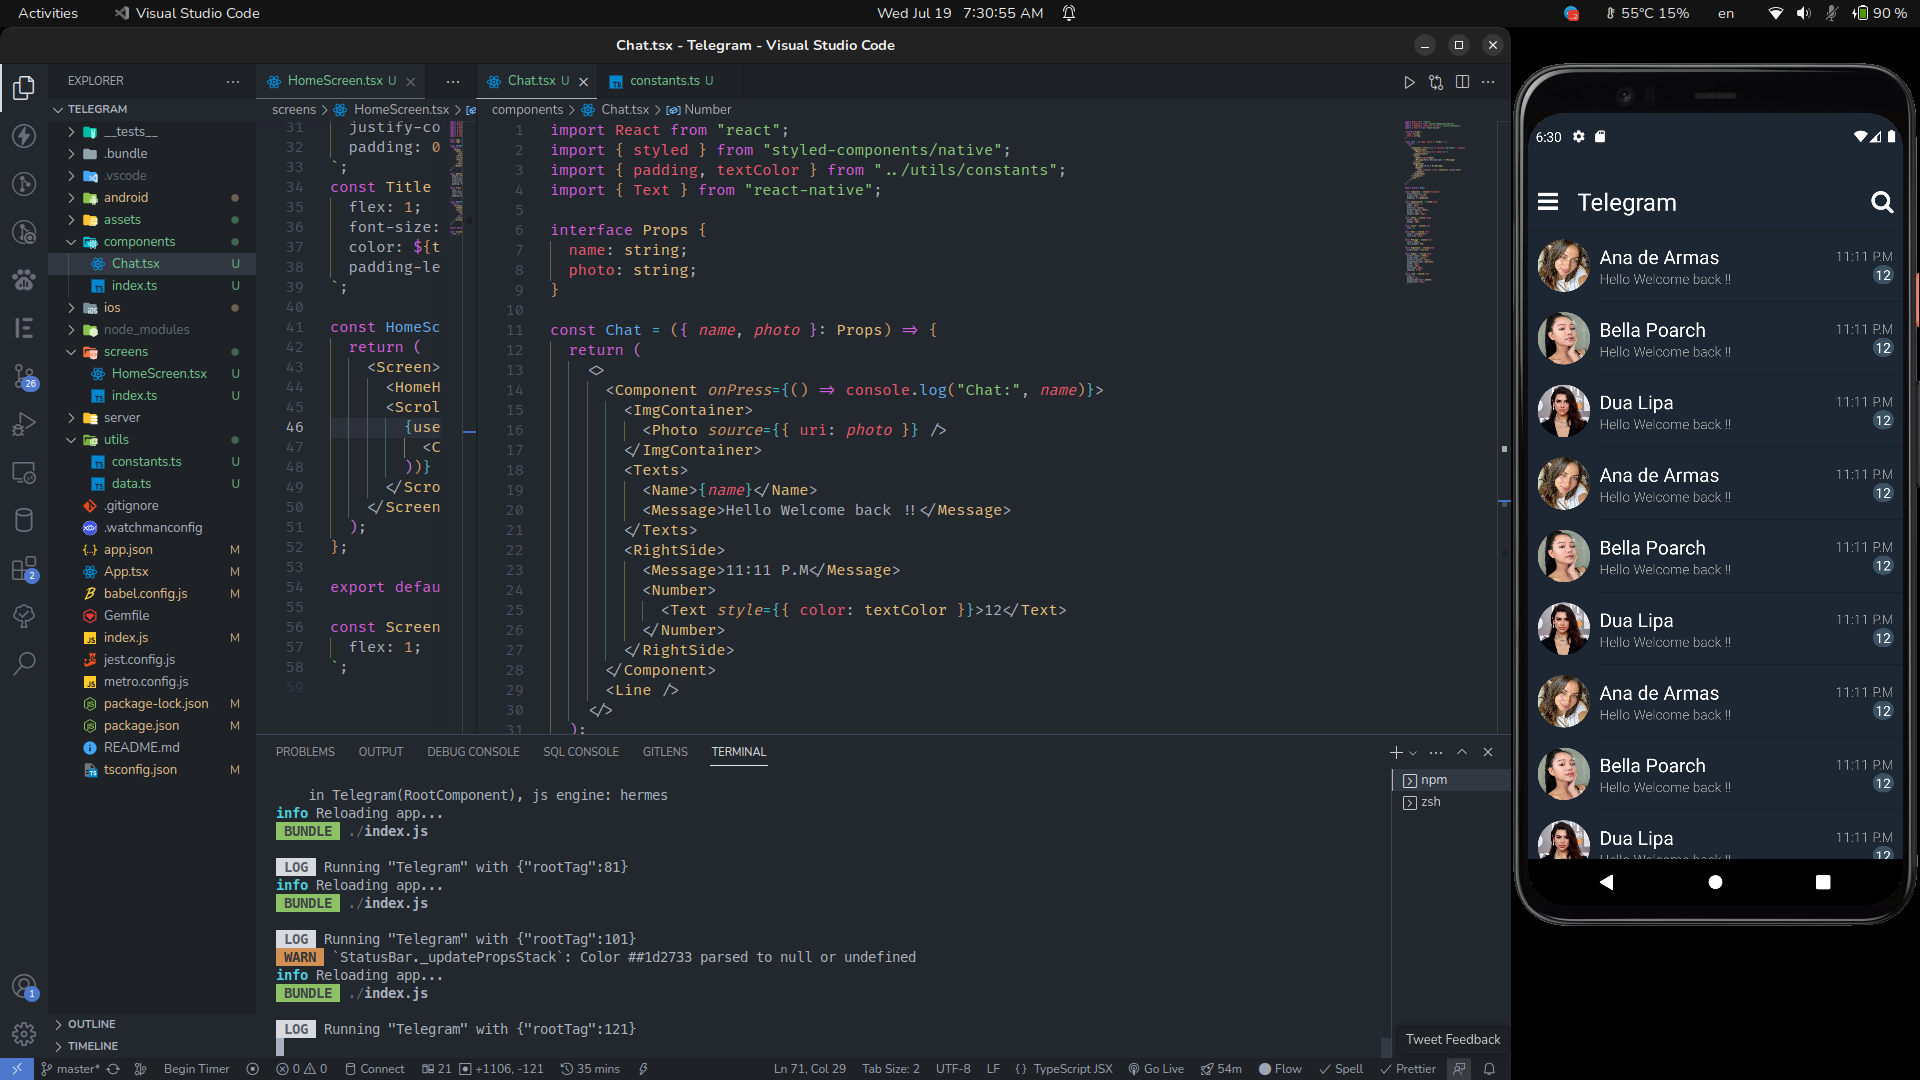 Activities
Visual Studio Code
Wed Jul 19 7:30:55 AM
55°C 15%
en
90 %
Chat.tsx - Telegram - Visual Studio Code
EXPLORER
TELEGRAM
__tests__
.bundle
.vscode
android
assets
components
Chat.tsx U
index.ts U
ios
node_modules
screens
HomeScreen.tsx U
index.ts U
server
utils
constants.ts U
data.ts U
.gitignore
.watchmanconfig
app.json M
App.tsx M
babel.config.js M
Gemfile
index.js M
jest.config.js
metro.config.js
package-lock.json M
package.json M
README.md
tsconfig.json M
OUTLINE
TIMELINE
26
2
1
HomeScreen.tsx U
screens > HomeScreen.tsx >
31 justify-co
32 padding: 0
33 `;
34 const Title
35 flex: 1;
36 font-size:
37 color: ${t
38 padding-le
39 `;
40
41 const HomeSc
42 return (
43 <Screen>
44 <HomeH
45 <Scrol
46 {use
47 <C
48 ))}
49 </Scro
50 </Screen
51 );
52 };
53
54 export defau
55
56 const Screen
57 flex: 1;
58 `;
59
Chat.tsx U
constants.ts U
components > Chat.tsx > Number
1 import React from "react";
2 import { styled } from "styled-components/native";
3 import { padding, textColor } from "../utils/constants";
4 import { Text } from "react-native";
5
6 interface Props {
7 name: string;
8 photo: string;
9 }
10
11 const Chat = ({ name, photo }: Props) => {
12 return (
13 <>
14 <Component onPress={() => console.log("Chat:", name)}>
15 <ImgContainer>
16 <Photo source={{ uri: photo }} />
17 </ImgContainer>
18 <Texts>
19 <Name>{name}</Name>
20 <Message>Hello Welcome back !!</Message>
21 </Texts>
22 <RightSide>
23 <Message>11:11 P.M</Message>
24 <Number>
25 <Text style={{ color: textColor }}>12</Text>
26 </Number>
27 </RightSide>
28 </Component>
29 <Line />
30 </>
31 );
PROBLEMS OUTPUT DEBUG CONSOLE SQL CONSOLE GITLENS TERMINAL
in Telegram(RootComponent), js engine: hermes
info Reloading app...
BUNDLE ./index.js
LOG Running "Telegram" with {"rootTag":81}
info Reloading app...
BUNDLE ./index.js
LOG Running "Telegram" with {"rootTag":101}
WARN `StatusBar._updatePropsStack`: Color ##1d2733 parsed to null or undefined
info Reloading app...
BUNDLE ./index.js
LOG Running "Telegram" with {"rootTag":121}
npm
zsh
Tweet Feedback
master* Begin Timer 0 0 Connect 21 +1106, -121 35 mins
Ln 71, Col 29 Tab Size: 2 UTF-8 LF {} TypeScript JSX Go Live 54m Flow Spell Prettier
6:30
Telegram
Ana de Armas 11:11 P.M
Hello Welcome back !! 12
Bella Poarch 11:11 P.M
Hello Welcome back !! 12
Dua Lipa 11:11 P.M
Hello Welcome back !! 12
Ana de Armas 11:11 P.M
Hello Welcome back !! 12
Bella Poarch 11:11 P.M
Hello Welcome back !! 12
Dua Lipa 11:11 P.M
Hello Welcome back !! 12
Ana de Armas 11:11 P.M
Hello Welcome back !! 12
Bella Poarch 11:11 P.M
Hello Welcome back !! 12
Dua Lipa 11:11 P.M
Hello Welcome back !! 12